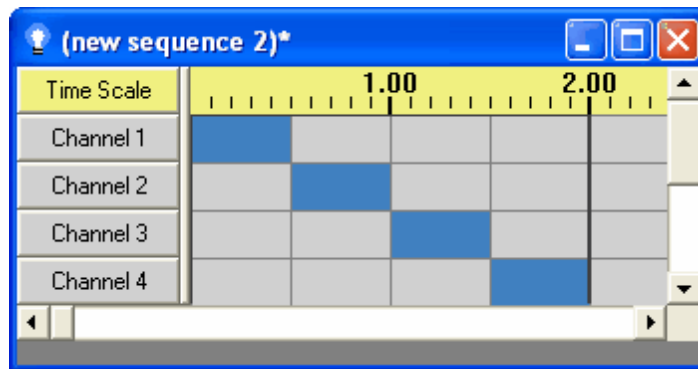 (new sequence 2)*
Time Scale 1.00 2.00
Channel 1
Channel 2
Channel 3
Channel 4